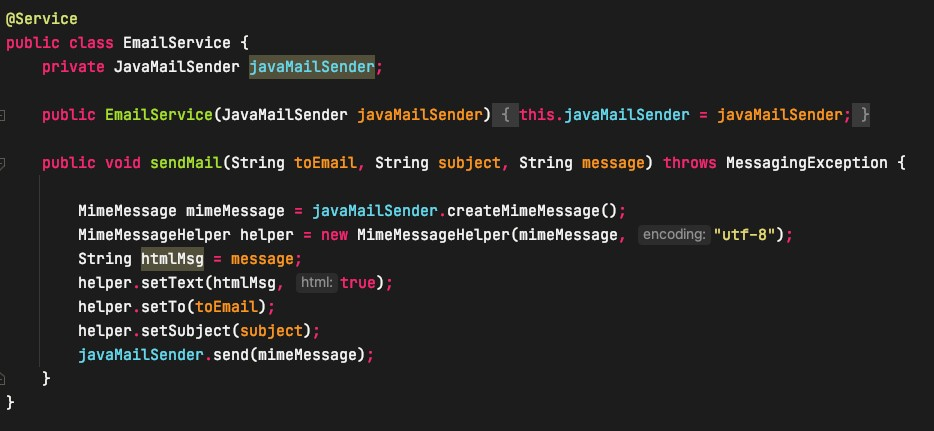 @Service
public class EmailService {
    private JavaMailSender javaMailSender;
    public EmailService(JavaMailSender javaMailSender) { this.javaMailSender = javaMailSender; }
    public void sendMail(String toEmail, String subject, String message) throws MessagingException {
        MimeMessage mimeMessage = javaMailSender.createMimeMessage();
        MimeMessageHelper helper = new MimeMessageHelper(mimeMessage, encoding: "utf-8");
        String htmlMsg = message;
        helper.setText(htmlMsg, html: true);
        helper.setTo(toEmail);
        helper.setSubject(subject);
        javaMailSender.send(mimeMessage);
    }
}